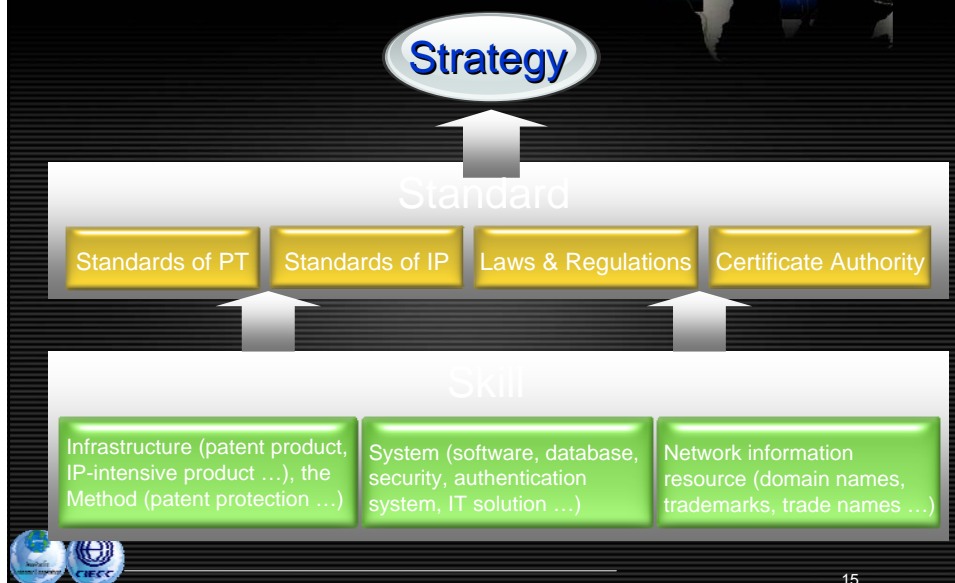 Strategy
Standard
Standards of PT
Standards of IP
Laws & Regulations
Certificate Authority
Skill
Infrastructure (patent product,
IP-intensive product …), the
Method (patent protection …)
System (software, database,
security, authentication
system, IT solution …)
Network information
resource (domain names,
trademarks, trade names …)
CIECC
15